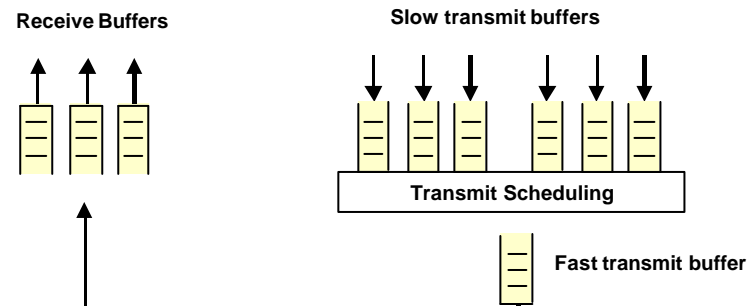 Receive Buffers
Slow transmit buffers
Transmit Scheduling
Fast transmit buffer